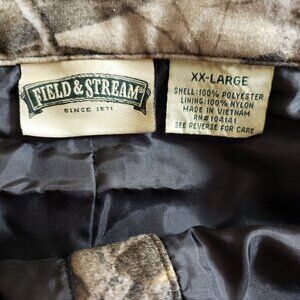 FIELD & STREAM
SINCE 1871
XX-LARGE
SHELL:100% POLYESTER
LINING:100% NYLON
MADE IN VIETNAM
RN#104141
SEE REVERSE FOR CARE